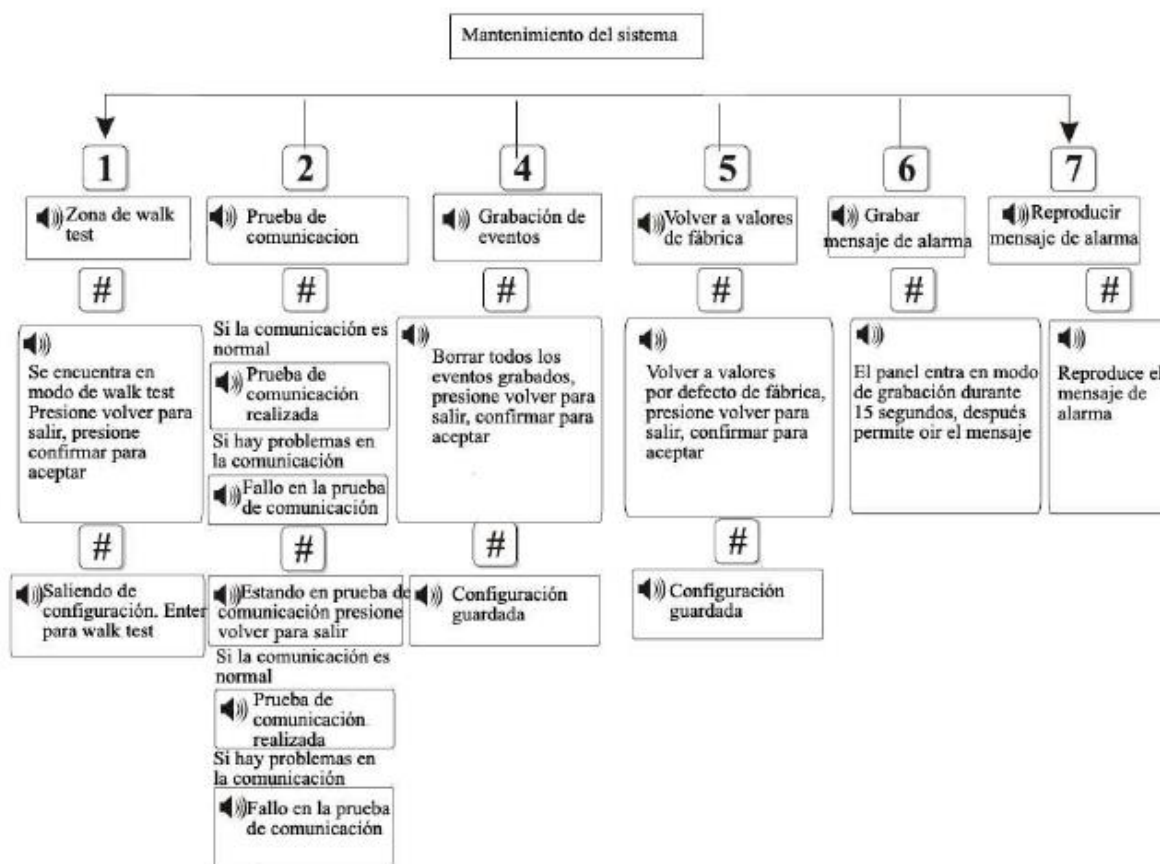 Mantenimiento del sistema
1
Zona de walk
test
#
Se encuentra en
modo de walk test
Presione volver para
salir, presione
confirmar para
aceptar
#
Saliendo de
configuración. Enter
para walk test
2
Prueba de
comunicacion
#
Si la comunicación es
normal
Prueba de
comunicación
realizada
Si hay problemas en
la comunicación
Fallo en la prueba
de comunicación
#
Estando en prueba de
comunicación presione
volver para salir
Si la comunicación es
normal
Prueba de
comunicación
realizada
Si hay problemas en
la comunicación
Fallo en la prueba
de comunicación
4
Grabación de
eventos
#
Borrar todos los
eventos grabados,
presione volver para
salir, confirmar para
aceptar
#
Configuración
guardada
5
Volver a valores
de fábrica
#
Volver a valores
por defecto de fábrica,
presione volver para
salir, confirmar para
aceptar
#
Configuración
guardada
6
Grabar
mensaje de alarma
#
El panel entra en modo
de grabación durante
15 segundos, después
permite oir el mensaje
7
Reproducir
mensaje de alarma
#
Reproduce el
mensaje de
alarma